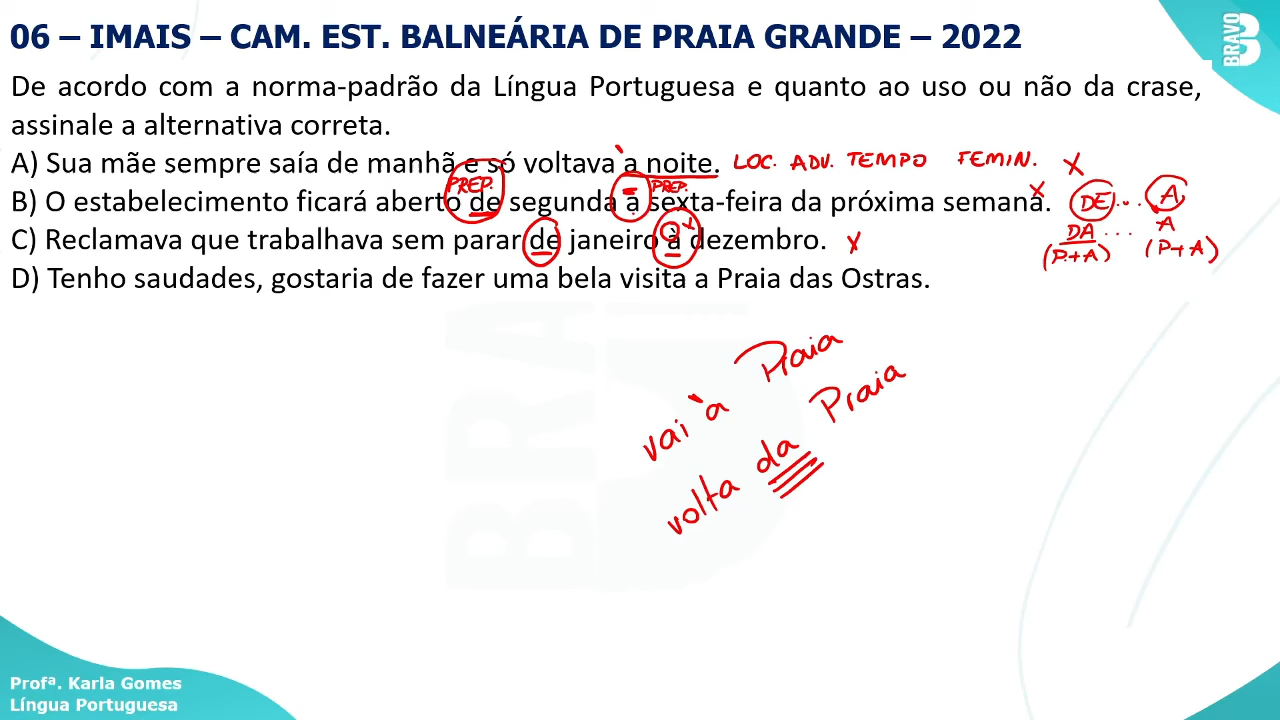 06 – IMAIS – CAM. EST. BALNEÁRIA DE PRAIA GRANDE – 2022
BRAVO
De acordo com a norma-padrão da Língua Portuguesa e quanto ao uso ou não da crase,
assinale a alternativa correta.
A) Sua mãe sempre saía de manhã e só voltava à noite. LOC. ADV. TEMPO FEMIN. X
PREP. PREP. X
B) O estabelecimento ficará aberto de segunda à sexta-feira da próxima semana. DE... A
DA... A
C) Reclamava que trabalhava sem parar de janeiro à dezembro. X
(P+A) (P+A)
D) Tenho saudades, gostaria de fazer uma bela visita a Praia das Ostras.
vai à Praia
volta da Praia
BRA
Profª. Karla Gomes
Língua Portuguesa